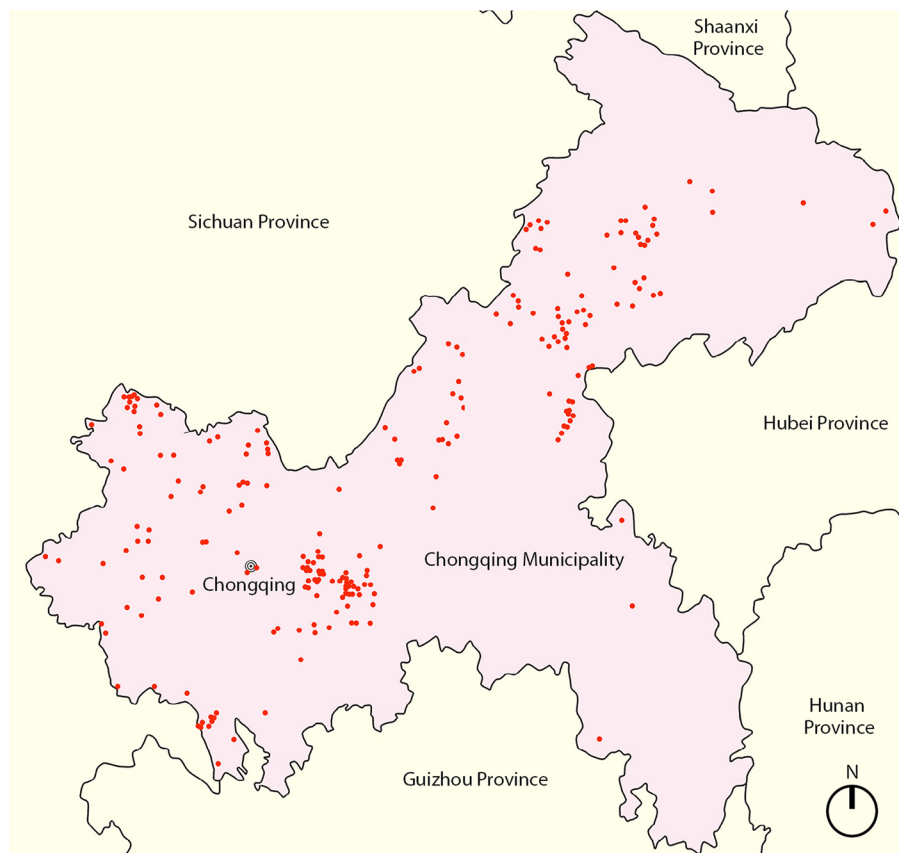 Shaanxi
Province
Sichuan Province
Hubei Province
Chongqing Municipality
Chongqing
Hunan
Province
Guizhou Province
N